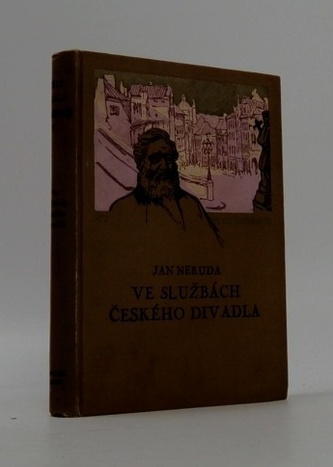 JAN NERUDA
VE SLUŽBÁCH
ČESKÉHO DIVADLA